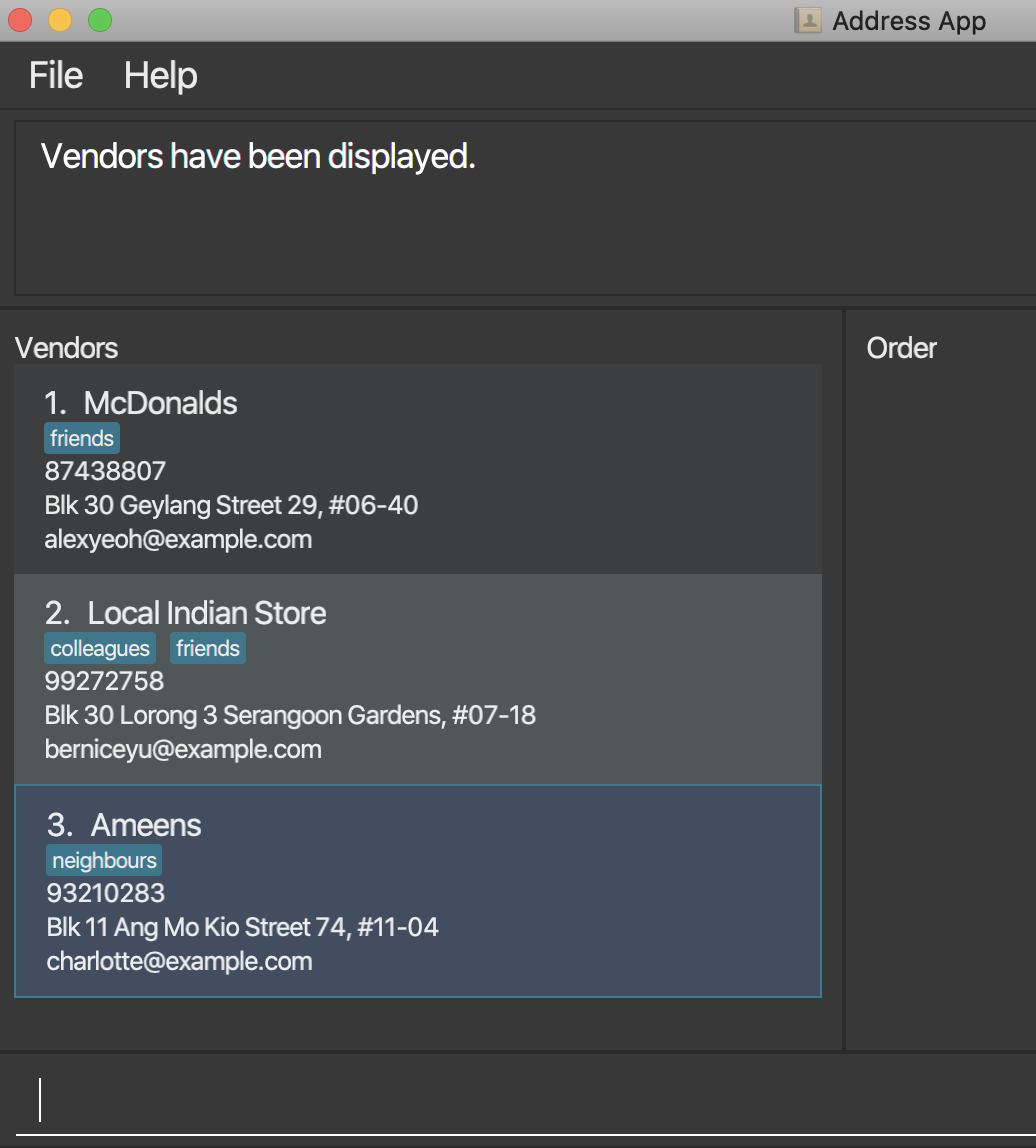 Address App
File Help
Vendors have been displayed.
Vendors
1. McDonalds
friends
87438807
Blk 30 Geylang Street 29, #06-40
alexyeoh@example.com
2. Local Indian Store
colleagues friends
99272758
Blk 30 Lorong 3 Serangoon Gardens, #07-18
berniceyu@example.com
3. Ameens
neighbours
93210283
Blk 11 Ang Mo Kio Street 74, #11-04
charlotte@example.com
Order